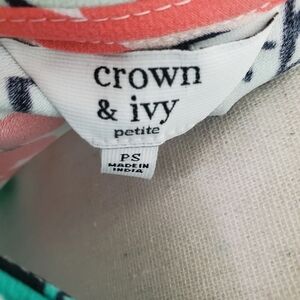 crown
& ivy
petite
PS
MADE IN
INDIA